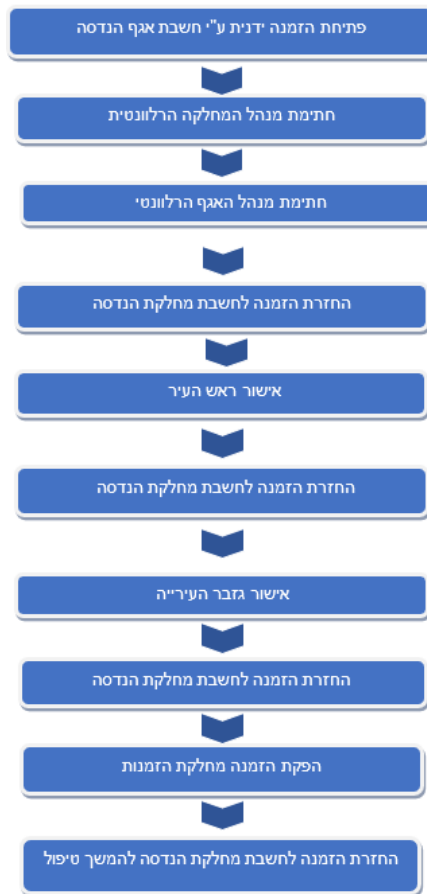 פתיחת הזמנה ידנית ע"י חשבת אגף הנדסה
חתימת מנהל המחלקה הרלוונטית
חתימת מנהל האגף הרלוונטי
החזרת הזמנה לחשבת מחלקת הנדסה
אישור ראש העיר
החזרת הזמנה לחשבת מחלקת הנדסה
אישור גזבר העירייה
החזרת הזמנה לחשבת מחלקת הנדסה
הפקת הזמנה מחלקת הזמנות
החזרת הזמנה לחשבת מחלקת הנדסה להמשך טיפול